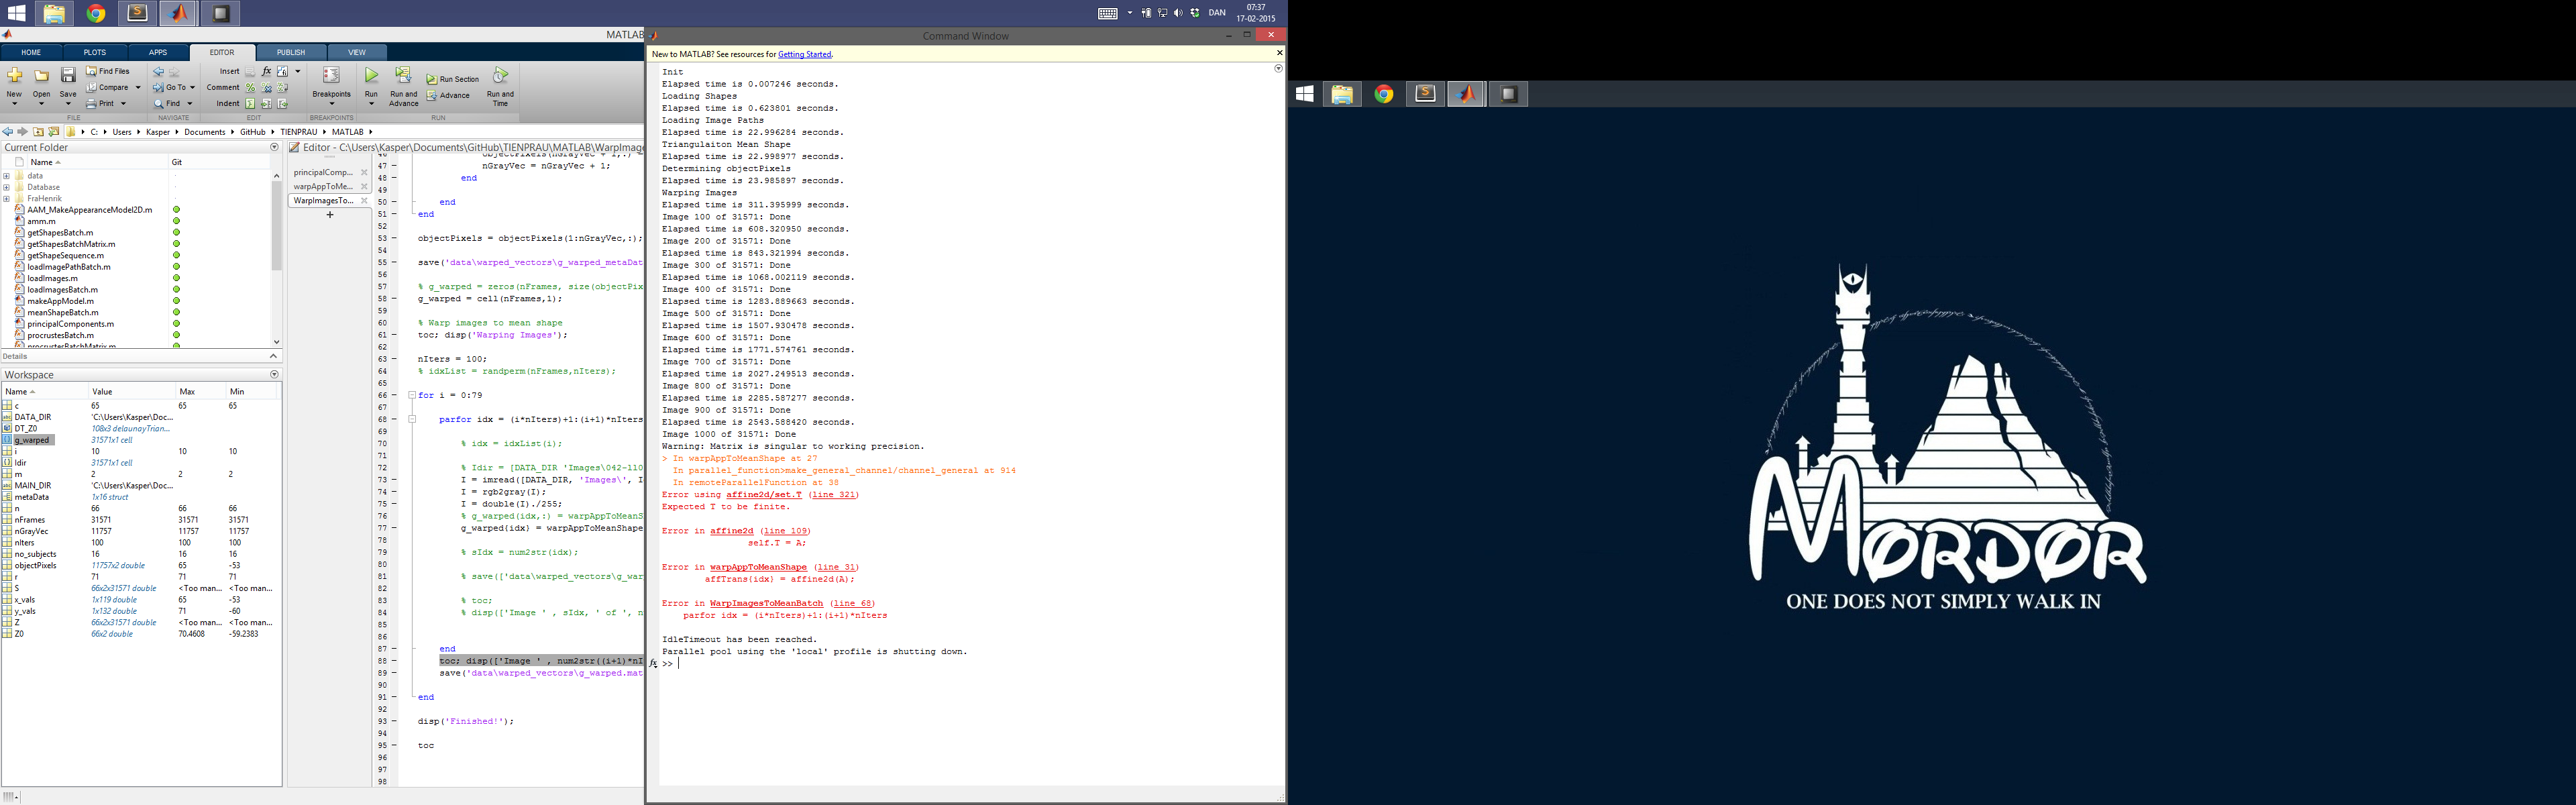 DAN
07:37
17-02-2015
MATLAB
HOME
PLOTS
APPS
EDITOR
PUBLISH
VIEW
New
Open
Save
Find Files
Compare
Print
Go To
Find
Insert
Comment
Indent
Breakpoints
Run
Run and Advance
Run Section
Advance
Run and Time
FILE
NAVIGATE
EDIT
BREAKPOINTS
RUN
C: Users Kasper Documents GitHub TIENPRAU MATLAB
Current Folder
Name Git
data
Database
FraHenrik
AAM_MakeAppearanceModel2D.m
amm.m
getShapesBatch.m
getShapesBatchMatrix.m
getShapeSequence.m
loadImagePathBatch.m
loadImages.m
loadImagesBatch.m
makeAppModel.m
meanShapeBatch.m
principalComponents.m
procrustesBatch.m
procrustesBatchMatrix.m
Details
Workspace
Name Value Max Min
c 65 65 65
DATA_DIR 'C:\Users\Kasper\Doc...
DT_Z0 108x3 delaunayTrian...
g_warped 31571x1 cell
i 10 10 10
Idir 31571x1 cell
m 2 2 2
MAIN_DIR 'C:\Users\Kasper\Doc...
metaData 1x16 struct
n 66 66 66
nFrames 31571 31571 31571
nGrayVec 11757 11757 11757
nIters 100 100 100
no_subjects 16 16 16
objectPixels 11757x2 double 65 -53
r 71 71 71
S 66x2x31571 double <Too man... <Too man...
x_vals 1x119 double 65 -53
y_vals 1x132 double 71 -60
Z 66x2x31571 double <Too man... <Too man...
Z0 66x2 double 70.4608 -59.2383
Editor - C:\Users\Kasper\Documents\GitHub\TIENPRAU\MATLAB\WarpImage
principalComp...
warpAppToMe...
WarpImagesTo...
46 objectPixels(nGrayVec + 1,:)
47 nGrayVec = nGrayVec + 1;
48 end
49
50 end
51 end
52
53 objectPixels = objectPixels(1:nGrayVec,:);
54
55 save('data\warped_vectors\g_warped_metaDat
56
57 % g_warped = zeros(nFrames, size(objectPix
58 g_warped = cell(nFrames,1);
59
60 % Warp images to mean shape
61 toc; disp('Warping Images');
62
63 nIters = 100;
64 % idxList = randperm(nFrames,nIters);
65
66 for i = 0:79
67
68 parfor idx = (i*nIters)+1:(i+1)*nIters
69
70 % idx = idxList(i);
71
72 % Idir = [DATA_DIR 'Images\042-ll0
73 I = imread([DATA_DIR, 'Images\', I
74 I = rgb2gray(I);
75 I = double(I)./255;
76 % g_warped(idx,:) = warpAppToMeanS
77 g_warped(idx) = warpAppToMeanShape
78
79 % sIdx = num2str(idx);
80
81 % save(['data\warped_vectors\g_war
82
83 % toc;
84 % disp(['Image ' , sIdx, ' of ', n
85
86
87 end
88 toc; disp(['Image ' , num2str((i+1)*nI
89 save('data\warped_vectors\g_warped.mat
90
91 end
92
93 disp('Finished!');
94
95 toc
96
97
98
Command Window
New to MATLAB? See resources for Getting Started.
Init
Elapsed time is 0.007246 seconds.
Loading Shapes
Elapsed time is 0.623801 seconds.
Loading Image Paths
Elapsed time is 22.996284 seconds.
Triangulaiton Mean Shape
Elapsed time is 22.998977 seconds.
Determining objectPixels
Elapsed time is 23.985897 seconds.
Warping Images
Elapsed time is 311.395999 seconds.
Image 100 of 31571: Done
Elapsed time is 608.320950 seconds.
Image 200 of 31571: Done
Elapsed time is 843.321994 seconds.
Image 300 of 31571: Done
Elapsed time is 1068.002119 seconds.
Image 400 of 31571: Done
Elapsed time is 1283.889663 seconds.
Image 500 of 31571: Done
Elapsed time is 1507.930478 seconds.
Image 600 of 31571: Done
Elapsed time is 1771.574761 seconds.
Image 700 of 31571: Done
Elapsed time is 2027.249513 seconds.
Image 800 of 31571: Done
Elapsed time is 2285.587277 seconds.
Image 900 of 31571: Done
Elapsed time is 2543.588420 seconds.
Image 1000 of 31571: Done
Warning: Matrix is singular to working precision.
> In warpAppToMeanShape at 27
In parallel_function>make_general_channel/channel_general at 914
In remoteParallelFunction at 38
Error using affine2d/set.T (line 321)
Expected T to be finite.
Error in affine2d (line 109)
self.T = A;
Error in warpAppToMeanShape (line 31)
affTrans(idx) = affine2d(A);
Error in WarpImagesToMeanBatch (line 68)
parfor idx = (i*nIters)+1:(i+1)*nIters
IdleTimeout has been reached.
Parallel pool using the 'local' profile is shutting down.
fx >>
MORDOR
ONE DOES NOT SIMPLY WALK IN